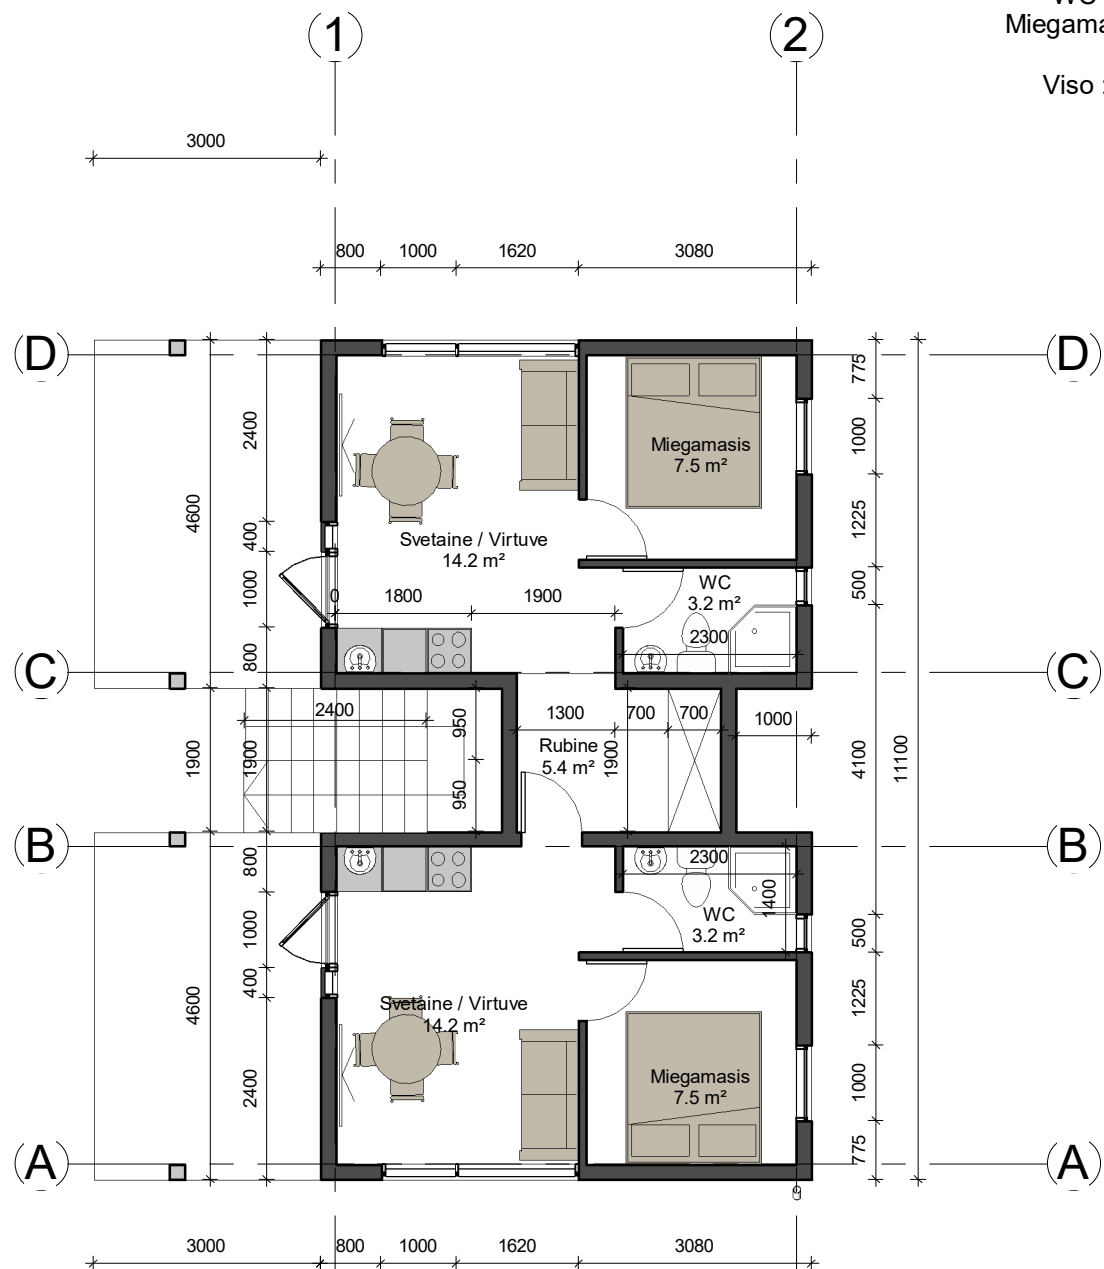 WC
Miegama
Viso :
1
2
3000
800 1000 1620 3080
D
D
775
2400
1000
Miegamasis
7.5 m²
4600
1225
400
Svetaine / Virtuve
14.2 m²
1000
WC
3.2 m²
500
0 1800 1900
2300
800
C
C
2400
950
1300 700 700 1000
1900
1900
Rubine
5.4 m²
1900
4100
11100
950
B
B
800
2300
1400
WC
3.2 m²
500
1000
400
Svetaine / Virtuve
14.2 m²
4600
1225
2400
Miegamasis
7.5 m²
1000
775
A
A
3000 800 1000 1620 3080